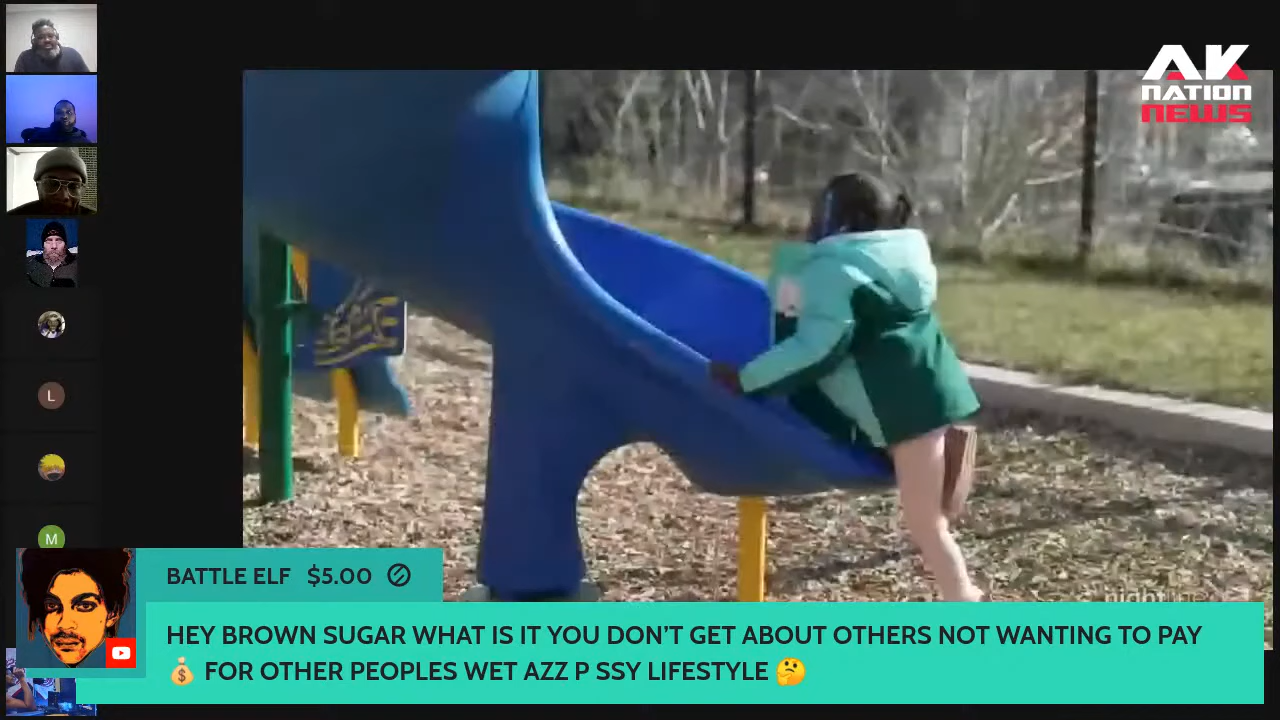 AK
NATION
NEWS
L
M
nightline
BATTLE ELF $5.00
HEY BROWN SUGAR WHAT IS IT YOU DON'T GET ABOUT OTHERS NOT WANTING TO PAY
💰 FOR OTHER PEOPLES WET AZZ P SSY LIFESTYLE 🤔